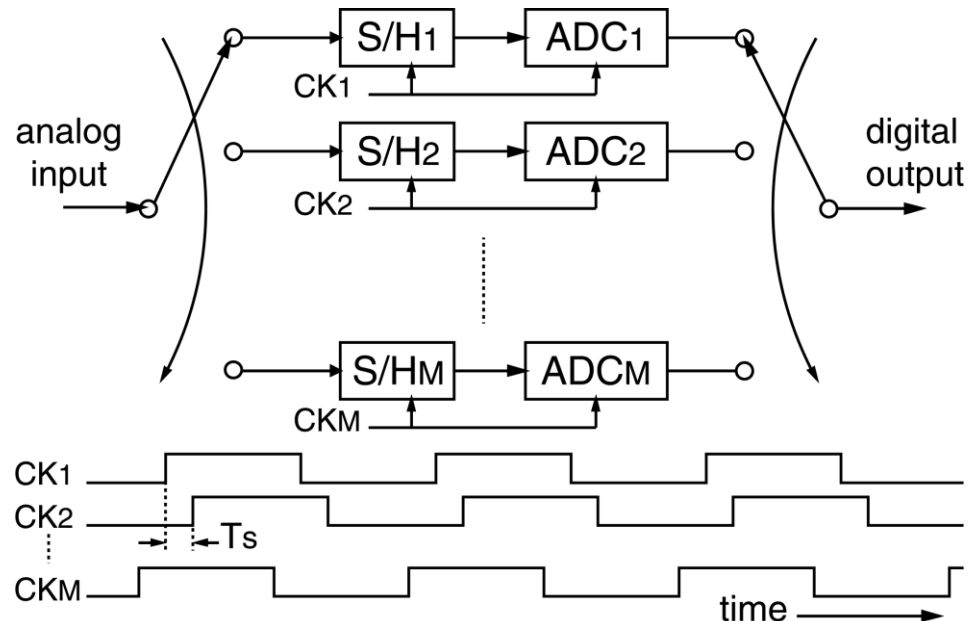 S/H1 ADC1
CK1
analog input
digital output
S/H2 ADC2
CK2
S/HM ADCM
CKM
CK1
CK2
Ts
CKM
time